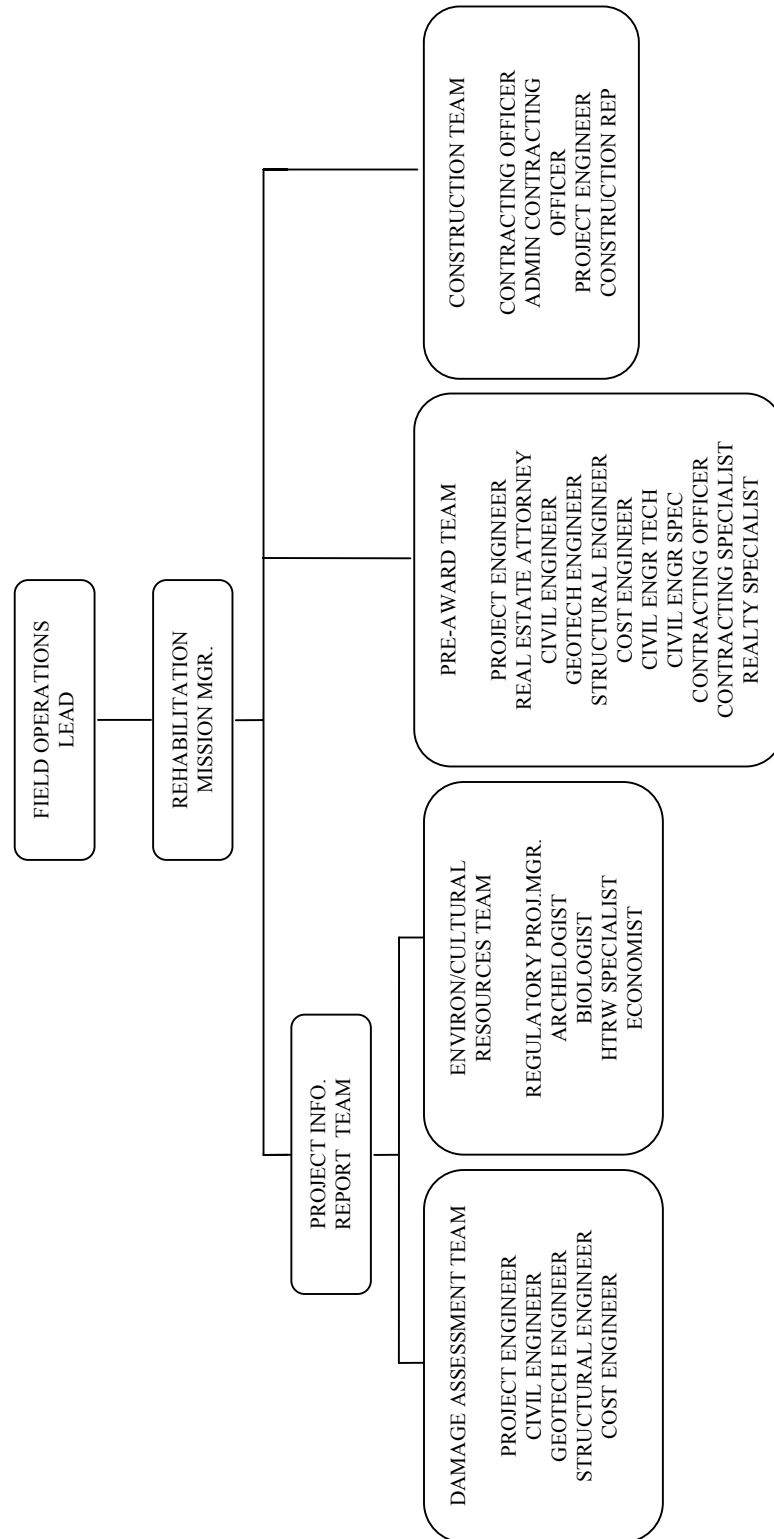 FIELD OPERATIONS
LEAD
REHABILITATION
MISSION MGR.
PROJECT INFO.
REPORT TEAM
DAMAGE ASSESSMENT TEAM
PROJECT ENGINEER
CIVIL ENGINEER
GEOTECH ENGINEER
STRUCTURAL ENGINEER
COST ENGINEER
ENVIRON/CULTURAL
RESOURCES TEAM
REGULATORY PROJ.MGR.
ARCHELOGIST
BIOLOGIST
HTRW SPECIALIST
ECONOMIST
PRE-AWARD TEAM
PROJECT ENGINEER
REAL ESTATE ATTORNEY
CIVIL ENGINEER
GEOTECH ENGINEER
STRUCTURAL ENGINEER
COST ENGINEER
CIVIL ENGR TECH
CIVIL ENGR SPEC
CONTRACTING OFFICER
CONTRACTING SPECIALIST
REALTY SPECIALIST
CONSTRUCTION TEAM
CONTRACTING OFFICER
ADMIN CONTRACTING
OFFICER
PROJECT ENGINEER
CONSTRUCTION REP